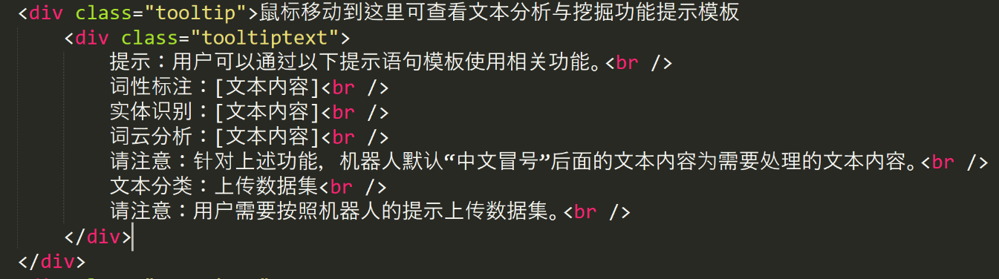 <div class="tooltip">鼠标移动到这里可查看文本分析与挖掘功能提示模板
<div class="tooltiptext">
提示：用户可以通过以下提示语句模板使用相关功能。<br />
词性标注：[文本内容]<br />
实体识别：[文本内容]<br />
词云分析：[文本内容]<br />
请注意：针对上述功能，机器人默认“中文冒号”后面的文本内容为需要处理的文本内容。<br />
文本分类：上传数据集<br />
请注意：用户需要按照机器人的提示上传数据集。<br />
</div>
</div>